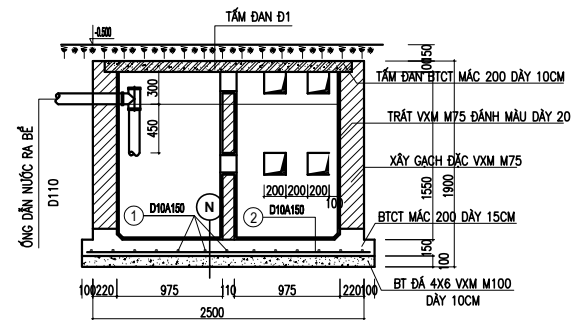 TẤM ĐAN Đ1
-0.500
150
100
TẤM ĐAN BTCT MÁC 200 DÀY 10CM
300
450
TRÁT VXM M75 ĐÁNH MÀU DÀY 20
XÂY GẠCH ĐẶC VXM M75
ỐNG DẪN NƯỚC RA BỂ
D110
200 200 200
100
1550
1900
1
D10A150
N
D10A150
2
BTCT MÁC 200 DÀY 15CM
150
100
BT ĐÁ 4X6 VXM M100
DÀY 10CM
100 220 975 110 975 220 100
2500